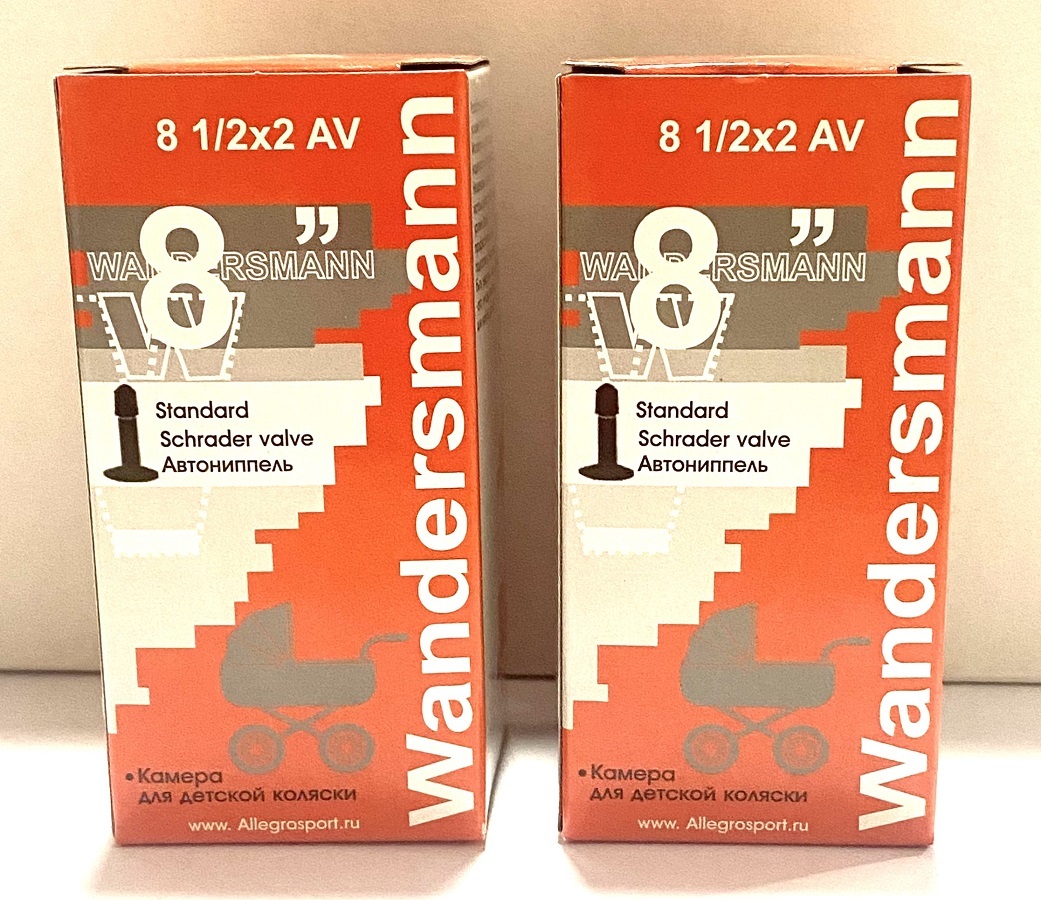 8 1/2x2 AV
8”
WANDERSMANN
Standard
Schrader valve
Автониппель
•Камера
для детской коляски
www. Allegrosport.ru
Wandersmann
8 1/2x2 AV
8”
WANDERSMANN
Standard
Schrader valve
Автониппель
•Камера
для детской коляски
www. Allegrosport.ru
Wandersmann